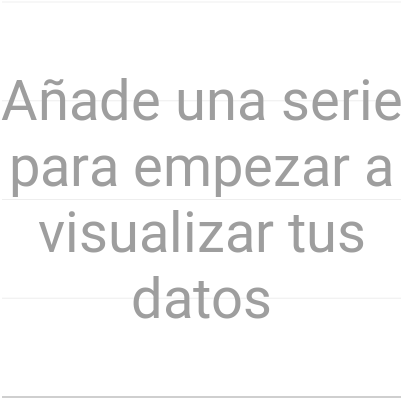 Añade una serie
para empezar a
visualizar tus
datos